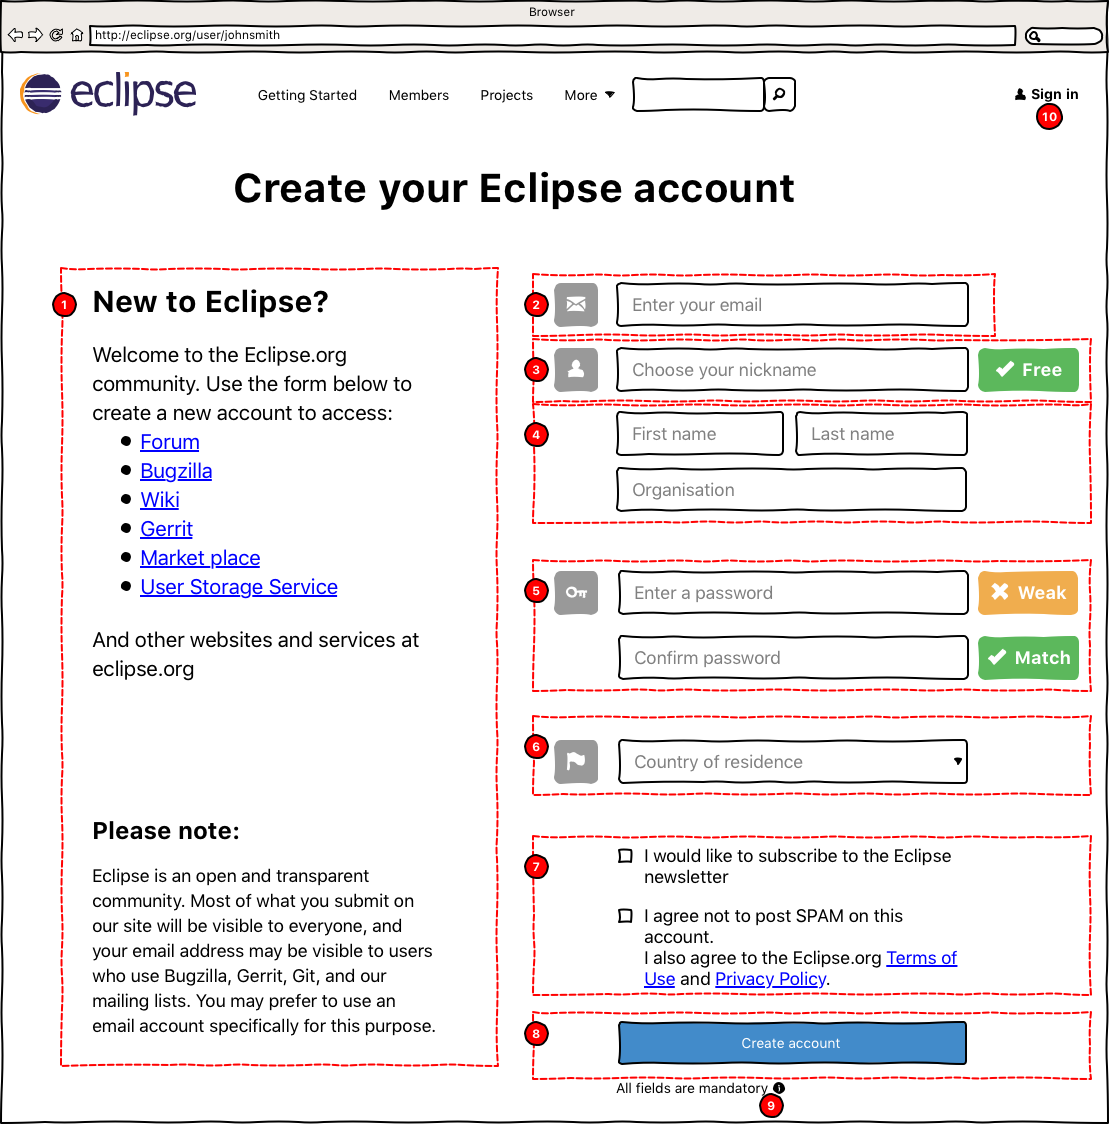 Browser
http://eclipse.org/user/johnsmith
eclipse
Getting Started Members Projects More
Sign in
10
Create your Eclipse account
1
New to Eclipse?
Welcome to the Eclipse.org
community. Use the form below to
create a new account to access:
Forum
Bugzilla
Wiki
Gerrit
Market place
User Storage Service
And other websites and services at
eclipse.org
Please note:
Eclipse is an open and transparent
community. Most of what you submit on
our site will be visible to everyone, and
your email address may be visible to users
who use Bugzilla, Gerrit, Git, and our
mailing lists. You may prefer to use an
email account specifically for this purpose.
2
Enter your email
3
Choose your nickname
Free
4
First name Last name
Organisation
5
Enter a password
Weak
Confirm password
Match
6
Country of residence
7
I would like to subscribe to the Eclipse
newsletter
I agree not to post SPAM on this
account.
I also agree to the Eclipse.org Terms of
Use and Privacy Policy.
8
Create account
All fields are mandatory
9